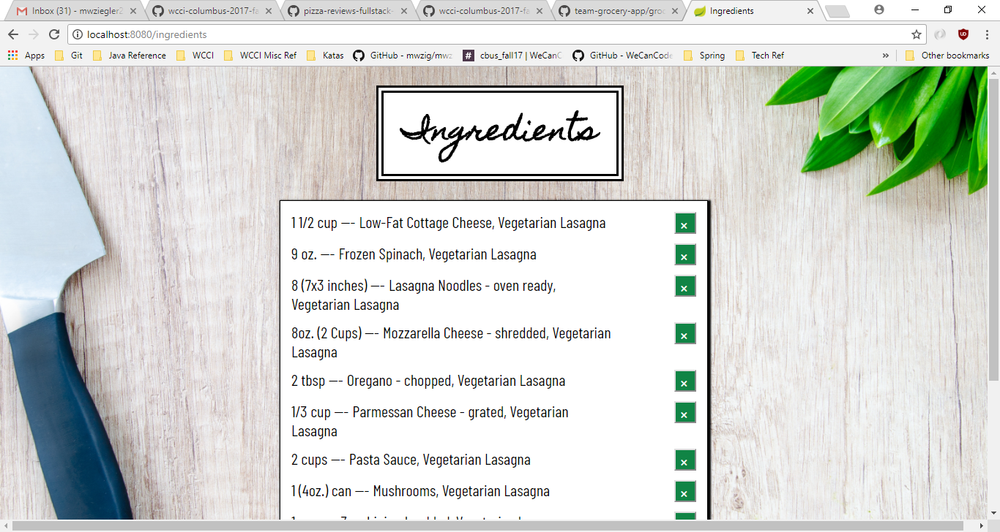 Inbox (31) - mwziegler2
wcci-columbus-2017-fa
pizza-reviews-fullstack-
wcci-columbus-2017-fa
team-grocery-app/groc
Ingredients
localhost:8080/ingredients
Apps
Git
Java Reference
WCCI
WCCI Misc Ref
Katas
GitHub - mwzig/mwz
# cbus_fall17 | WeCanC
GitHub - WeCanCode
Spring
Tech Ref
»
Other bookmarks
Ingredients
1 1/2 cup --- Low-Fat Cottage Cheese, Vegetarian Lasagna ×
9 oz. --- Frozen Spinach, Vegetarian Lasagna ×
8 (7x3 inches) --- Lasagna Noodles - oven ready, ×
Vegetarian Lasagna
8oz. (2 Cups) --- Mozzarella Cheese - shredded, Vegetarian ×
Lasagna
2 tbsp --- Oregano - chopped, Vegetarian Lasagna ×
1/3 cup --- Parmessan Cheese - grated, Vegetarian ×
Lasagna
2 cups --- Pasta Sauce, Vegetarian Lasagna ×
1 (4oz.) can --- Mushrooms, Vegetarian Lasagna ×